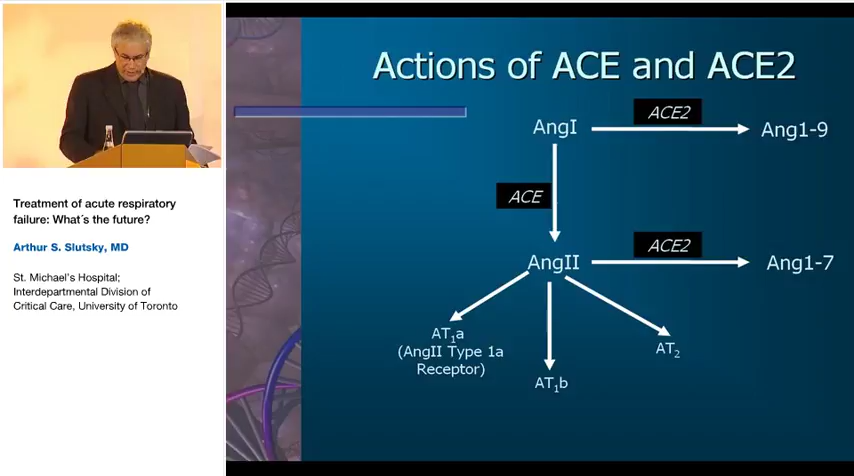 Treatment of acute respiratory
failure: What´s the future?
Arthur S. Slutsky, MD
St. Michael's Hospital;
Interdepartmental Division of
Critical Care, University of Toronto
Actions of ACE and ACE2
AngI
ACE2
Ang1-9
ACE
AngII
ACE2
Ang1-7
AT₁a
(AngII Type 1a
Receptor)
AT₁b
AT₂